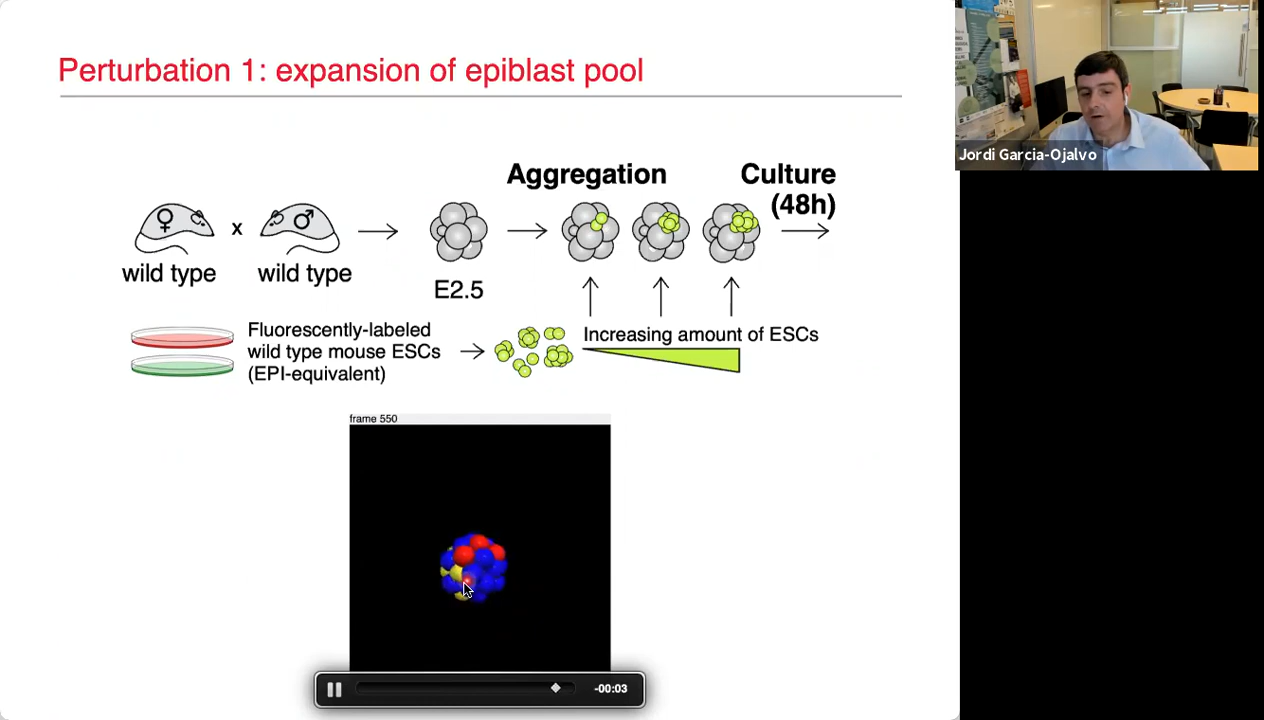 Perturbation 1: expansion of epiblast pool
Jordi Garcia-Ojalvo
Aggregation
Culture
(48h)
♀ x ♂
wild type
wild type
E2.5
Fluorescently-labeled
wild type mouse ESCs
(EPI-equivalent)
Increasing amount of ESCs
frame 550
-00:03